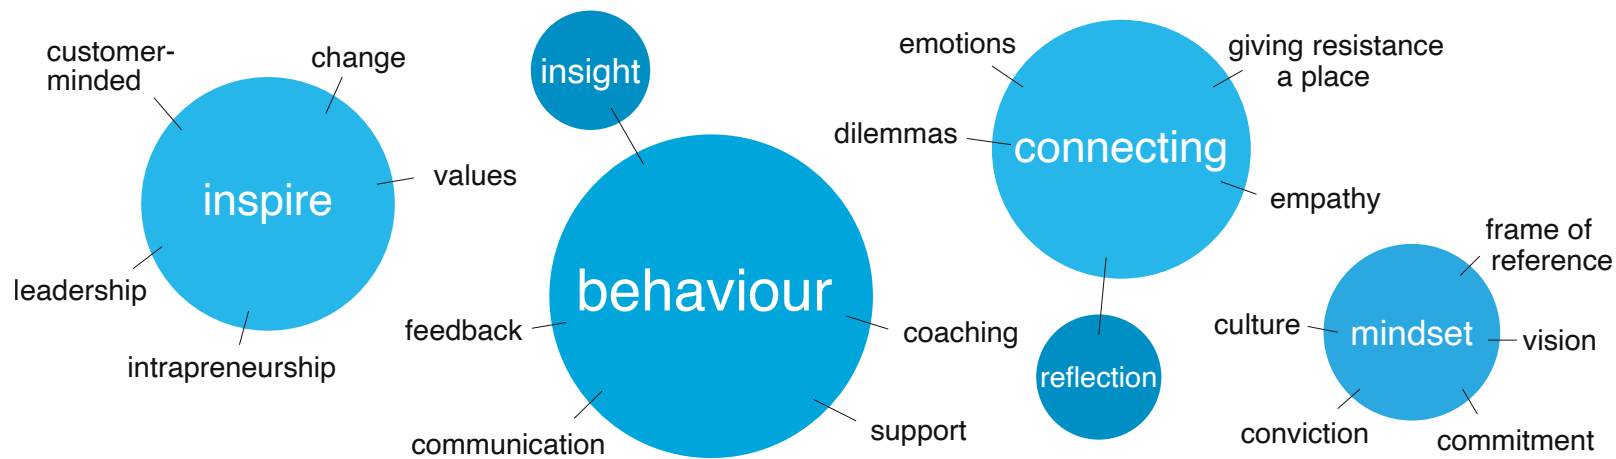 customer-
minded
change
inspire
values
leadership
intrapreneurship
insight
behaviour
feedback
coaching
communication
support
emotions
giving resistance
a place
dilemmas
connecting
empathy
reflection
frame of
reference
culture
mindset
vision
conviction
commitment